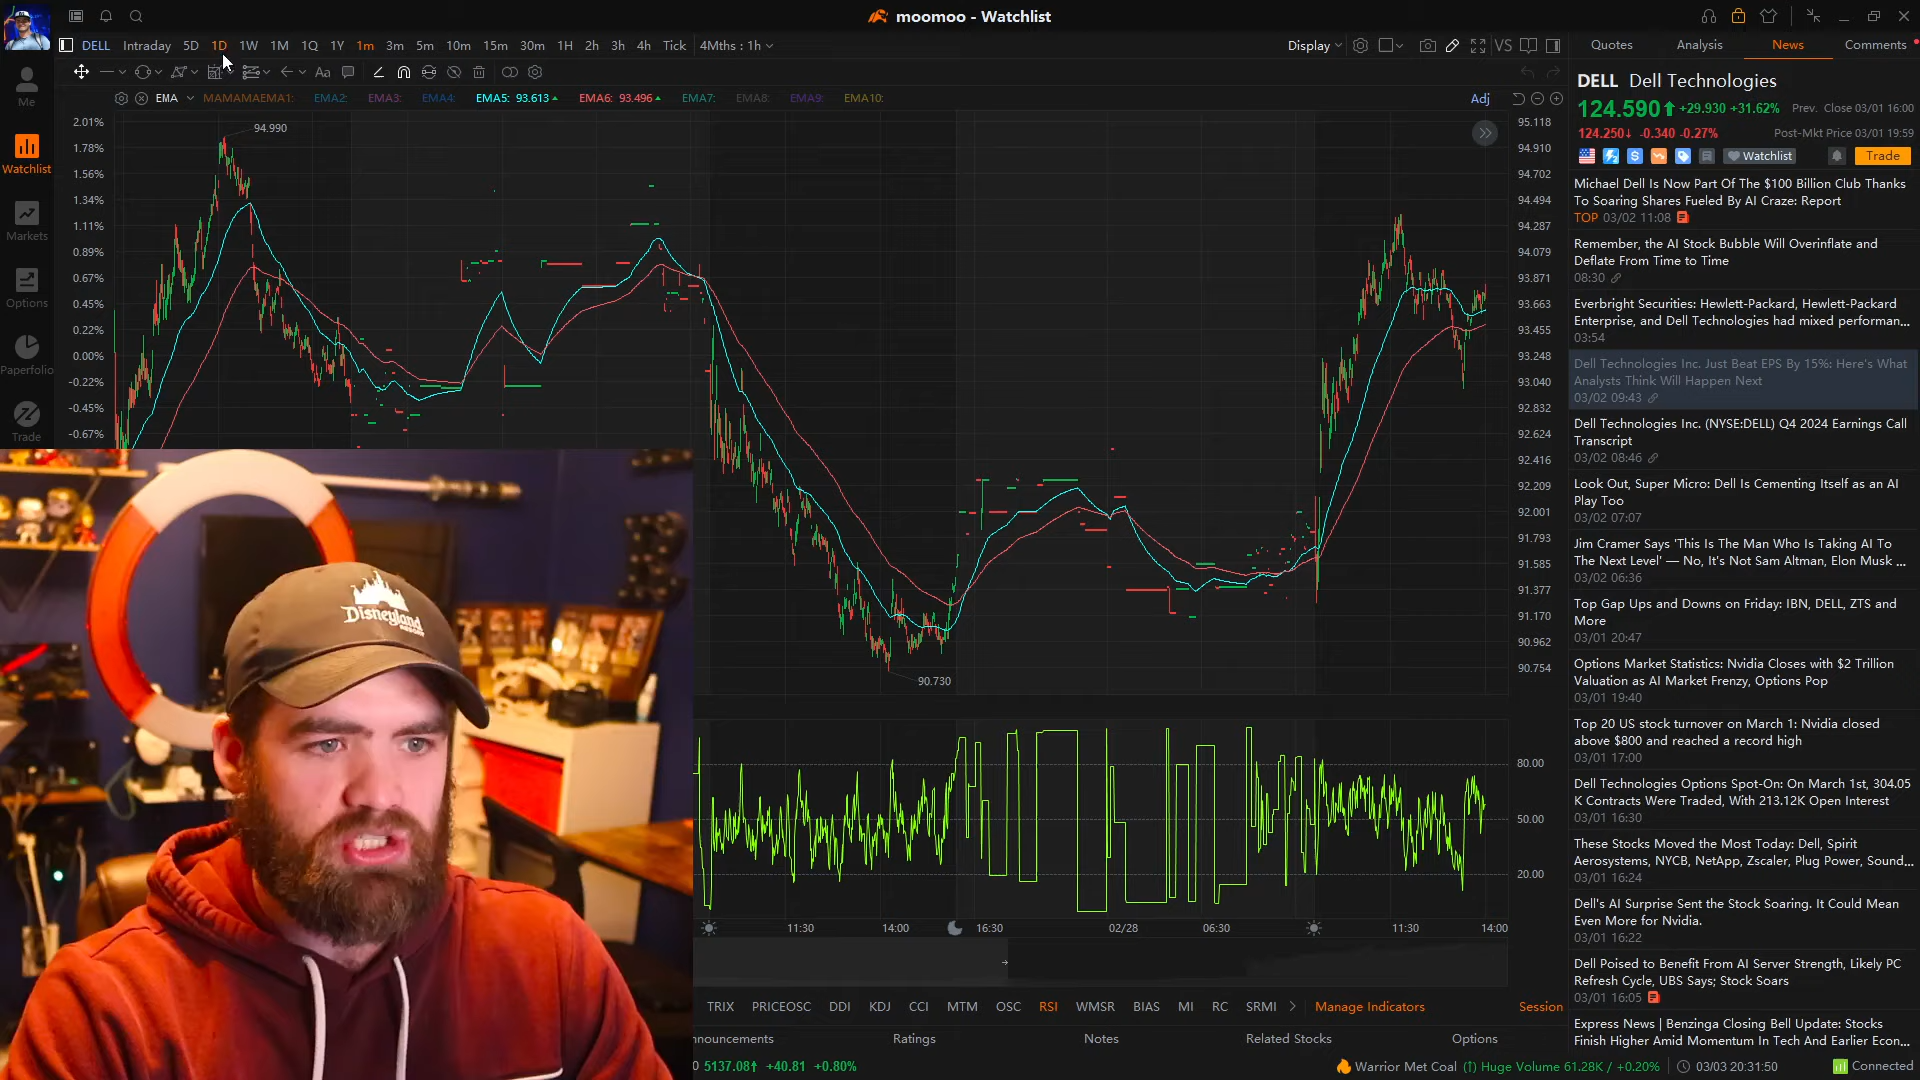 moomoo - Watchlist
DELL Intraday 5D 1D 1W 1M 1Q 1Y 1m 3m 5m 10m 15m 30m 1H 2h 3h 4h Tick 4Mths : 1h
Display VS
Quotes Analysis News Comments
Aa
EMA MAMAMAEMA1: EMA2: EMA3: EMA4: EMA5: 93.613 EMA6: 93.496 EMA7: EMA8: EMA9: EMA10:
Adj
Me
Watchlist
Markets
Options
Paperfolio
Trade
2.01%
1.78%
1.56%
1.34%
1.11%
0.89%
0.67%
0.45%
0.22%
0.00%
-0.22%
-0.45%
-0.67%
94.990
90.730
95.118
94.910
94.702
94.494
94.287
94.079
93.871
93.663
93.455
93.248
93.040
92.832
92.624
92.416
92.209
92.001
91.793
91.585
91.377
91.170
90.962
90.754
80.00
50.00
20.00
11:30 14:00 16:30 02/28 06:30 11:30 14:00
TRIX PRICEOSC DDI KDJ CCI MTM OSC RSI WMSR BIAS MI RC SRMI Manage Indicators Session
nnouncements Ratings Notes Related Stocks Options
0 5137.08 +40.81 +0.80%
Warrior Met Coal Huge Volume 61.28K / +0.20% 03/03 20:31:50 Connected
Disneyland
RESORT
DELL Dell Technologies
124.590 +29.930 +31.62% Prev. Close 03/01 16:00
124.250 -0.340 -0.27% Post-Mkt Price 03/01 19:59
Watchlist Trade
Michael Dell Is Now Part Of The $100 Billion Club Thanks
To Soaring Shares Fueled By AI Craze: Report
TOP 03/02 11:08
Remember, the AI Stock Bubble Will Overinflate and
Deflate From Time to Time
08:30
Everbright Securities: Hewlett-Packard, Hewlett-Packard
Enterprise, and Dell Technologies had mixed performan...
03:54
Dell Technologies Inc. Just Beat EPS By 15%: Here's What
Analysts Think Will Happen Next
03/02 09:43
Dell Technologies Inc. (NYSE:DELL) Q4 2024 Earnings Call
Transcript
03/02 08:46
Look Out, Super Micro: Dell Is Cementing Itself as an AI
Play Too
03/02 07:07
Jim Cramer Says 'This Is The Man Who Is Taking AI To
The Next Level' — No, It's Not Sam Altman, Elon Musk ...
03/02 06:36
Top Gap Ups and Downs on Friday: IBN, DELL, ZTS and
More
03/01 20:47
Options Market Statistics: Nvidia Closes with $2 Trillion
Valuation as AI Market Frenzy, Options Pop
03/01 19:40
Top 20 US stock turnover on March 1: Nvidia closed
above $800 and reached a record high
03/01 17:00
Dell Technologies Options Spot-On: On March 1st, 304.05
K Contracts Were Traded, With 213.12K Open Interest
03/01 16:30
These Stocks Moved the Most Today: Dell, Spirit
Aerosystems, NYCB, NetApp, Zscaler, Plug Power, Sound...
03/01 16:24
Dell's AI Surprise Sent the Stock Soaring. It Could Mean
Even More for Nvidia.
03/01 16:22
Dell Poised to Benefit From AI Server Strength, Likely PC
Refresh Cycle, UBS Says; Stock Soars
03/01 16:05
Express News | Benzinga Closing Bell Update: Stocks
Finish Higher Amid Momentum In Tech And Earlier Econ...